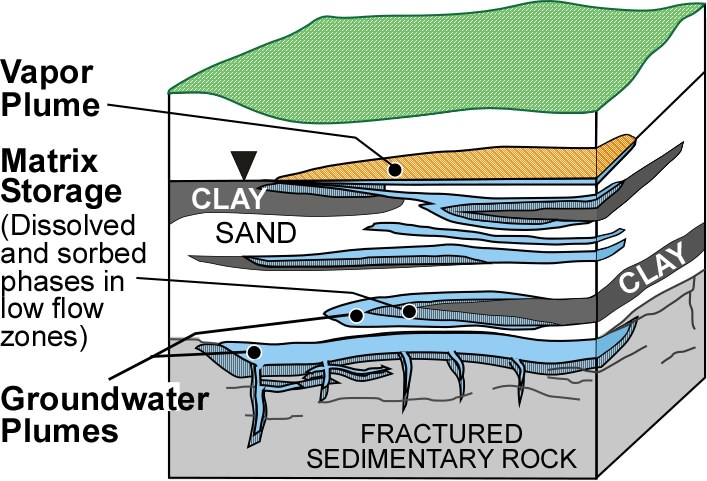 Vapor
Plume
Matrix
Storage
(Dissolved
and sorbed
phases in
low flow
zones)
Groundwater
Plumes
CLAY
SAND
CLAY
FRACTURED
SEDIMENTARY ROCK